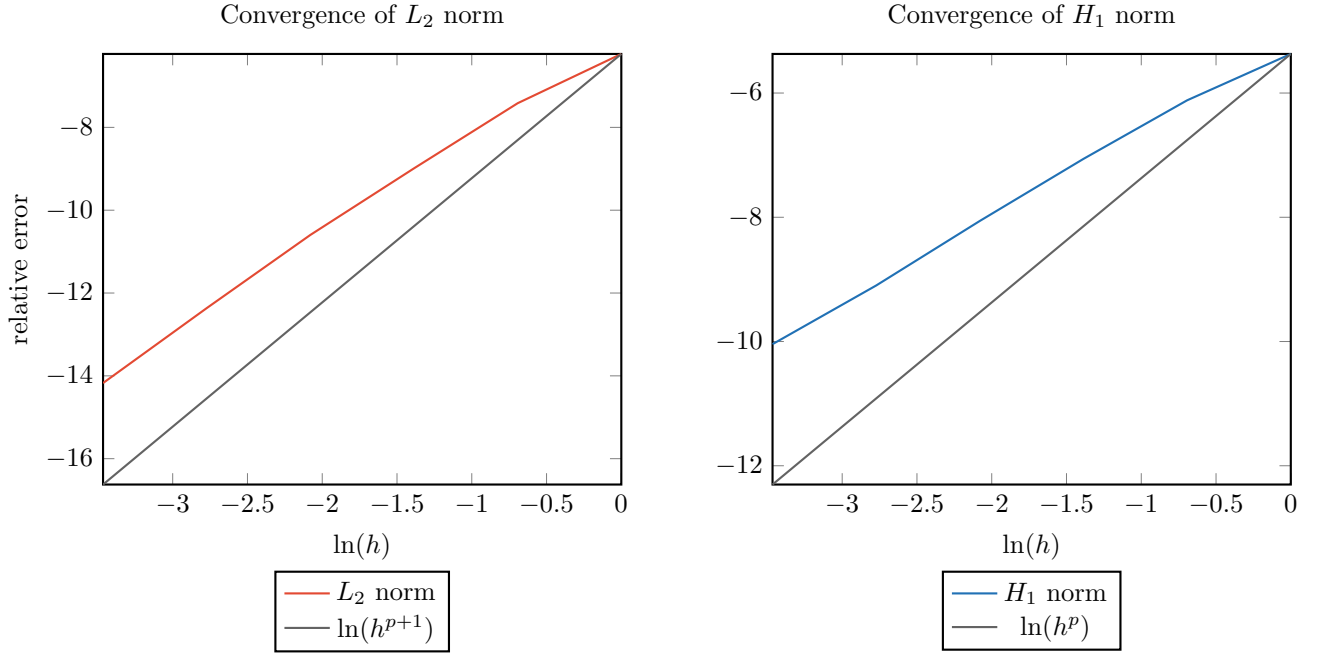 Convergence of L₂ norm
relative error
−8
−10
−12
−14
−16
−3 −2.5 −2 −1.5 −1 −0.5 0
ln(h)
L₂ norm
ln(hᵖ⁺¹)
Convergence of H₁ norm
−6
−8
−10
−12
−3 −2.5 −2 −1.5 −1 −0.5 0
ln(h)
H₁ norm
ln(hᵖ)